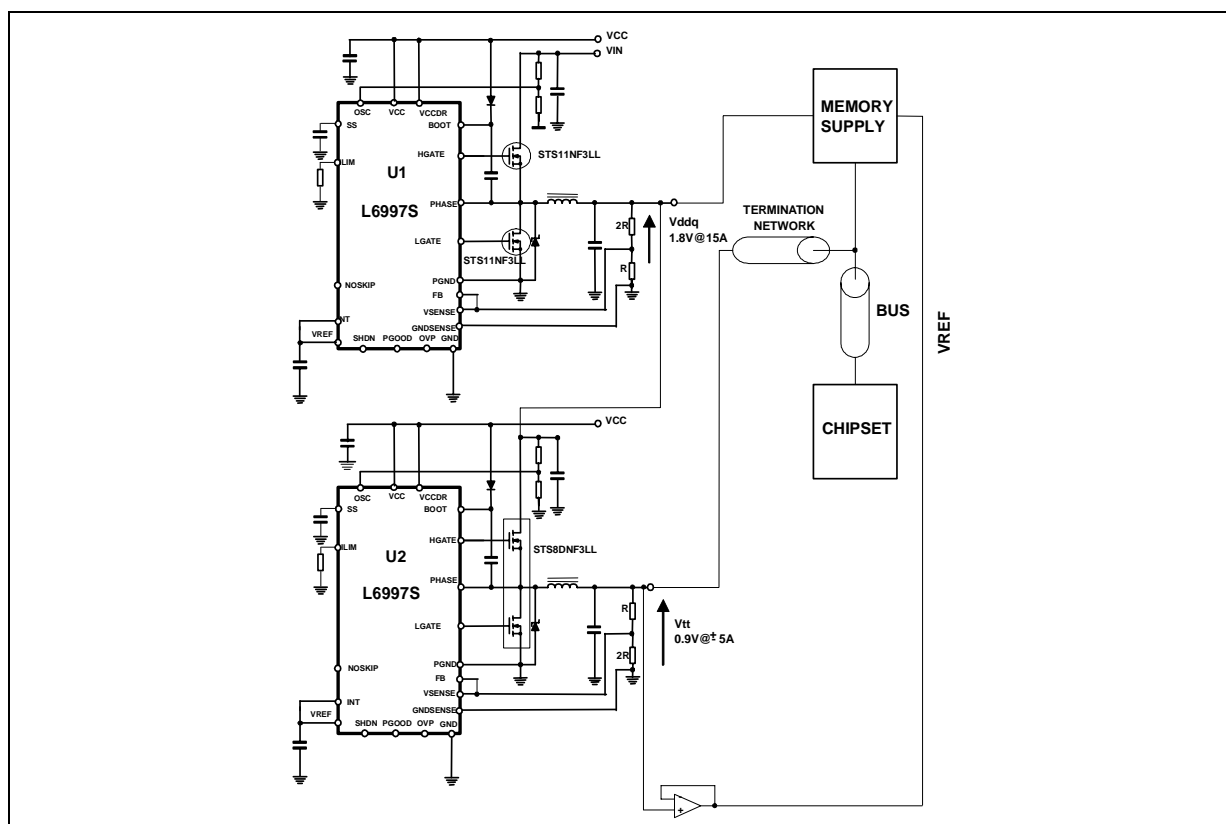 VCC
VIN
OSC
VCC
VCCDR
SS
BOOT
ILIM
HGATE
STS11NF3LL
U1
L6997S
PHASE
LGATE
STS11NF3LL
2R
R
Vddq
1.8V@15A
NOSKIP
PGND
FB
VSENSE
GNDSENSE
INT
VREF
SHDN
PGOOD
OVP
GND
MEMORY
SUPPLY
TERMINATION
NETWORK
BUS
VREF
CHIPSET
VCC
OSC
VCC
VCCDR
SS
BOOT
ILIM
HGATE
STS8DNF3LL
U2
L6997S
PHASE
LGATE
R
2R
Vtt
0.9V@± 5A
NOSKIP
PGND
FB
VSENSE
GNDSENSE
INT
VREF
SHDN
PGOOD
OVP
GND
-
+